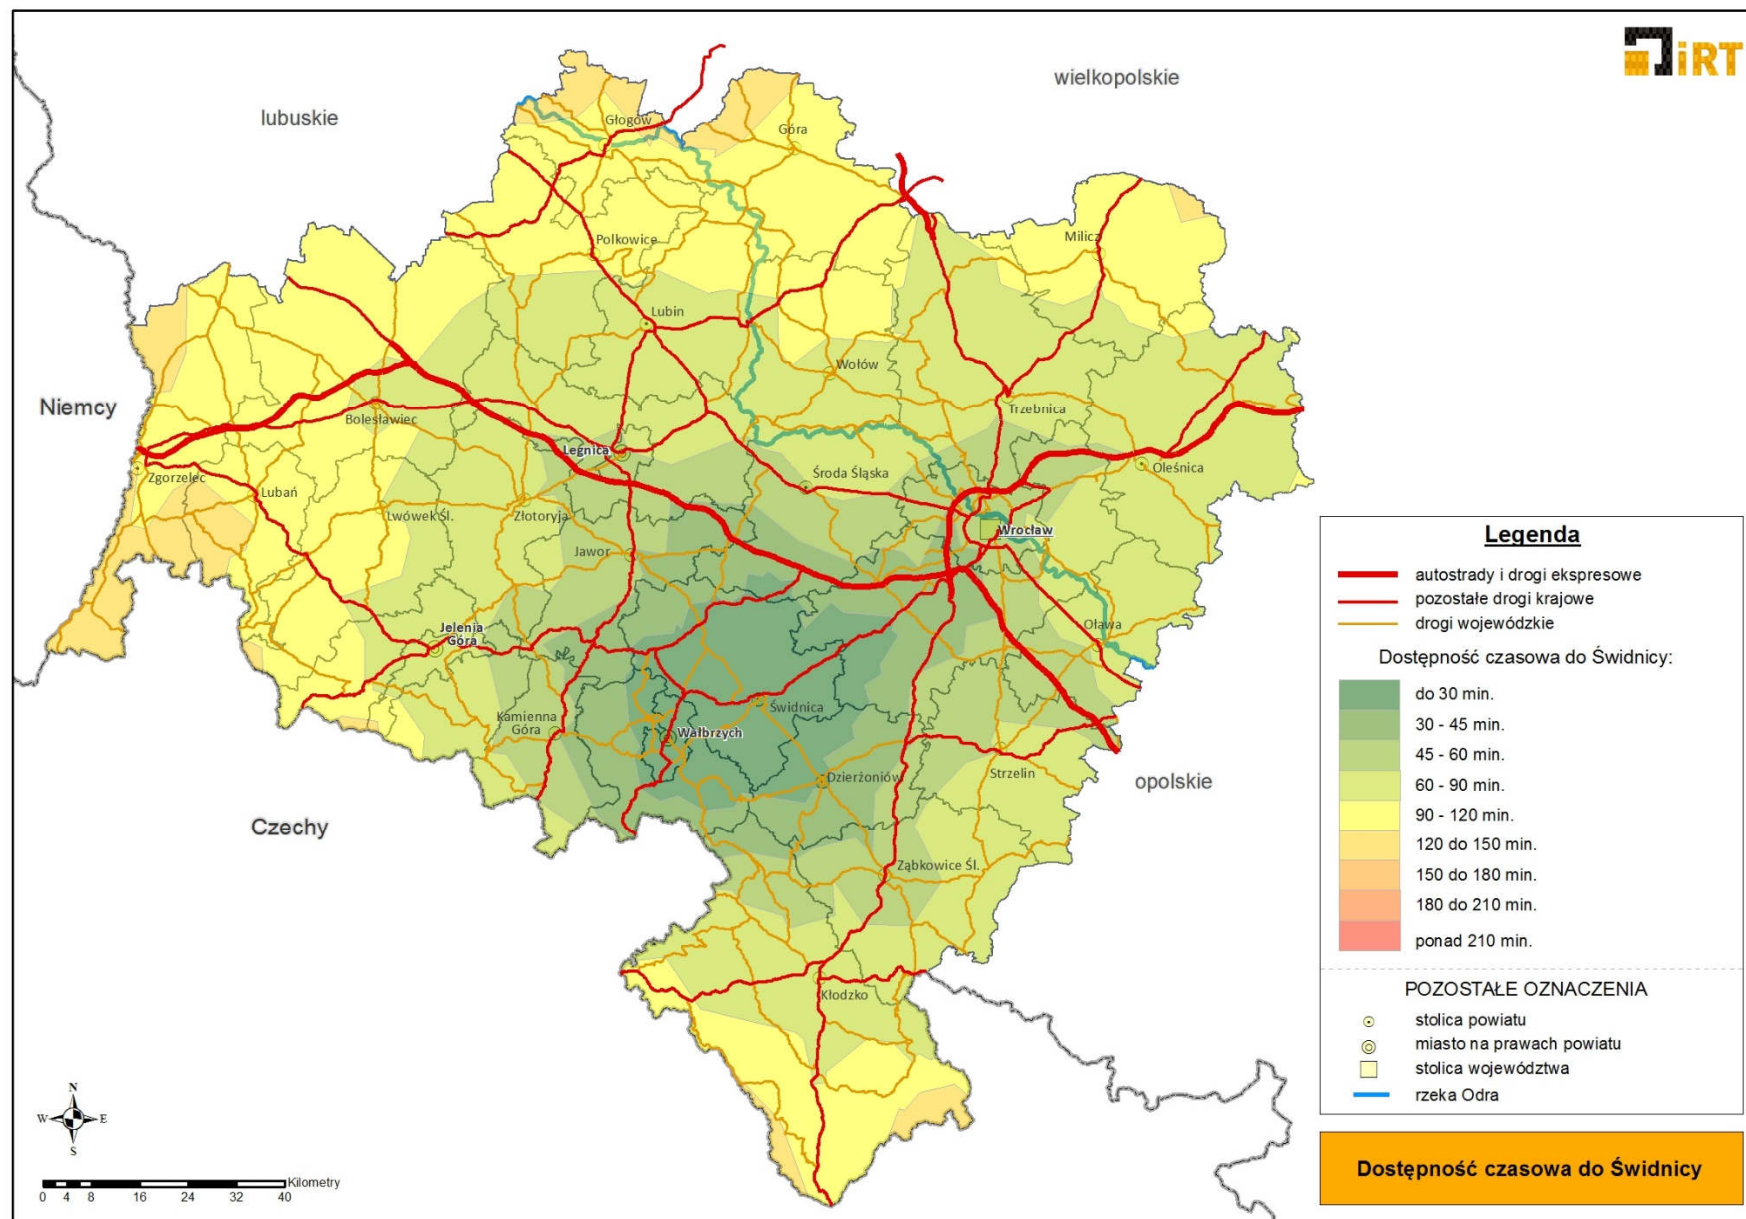 iRT
wielkopolskie
lubuskie
Głogów
Góra
Polkowice
Milicz
Lubin
Wołów
Niemcy
Trzebnica
Bolesławiec
Legnica
Oleśnica
Środa Śląska
Zgorzelec
Lubań
Lwówek Śl.
Złotoryja
Wrocław
Jawor
Oława
Jelenia
Góra
Świdnica
Kamienna
Góra
Wałbrzych
Strzelin
Dzierżoniów
opolskie
Czechy
Ząbkowice Śl.
Kłodzko
Legenda
autostrady i drogi ekspresowe
pozostałe drogi krajowe
drogi wojewódzkie
Dostępność czasowa do Świdnicy:
do 30 min.
30 - 45 min.
45 - 60 min.
60 - 90 min.
90 - 120 min.
120 do 150 min.
150 do 180 min.
180 do 210 min.
ponad 210 min.
POZOSTAŁE OZNACZENIA
stolica powiatu
miasto na prawach powiatu
stolica województwa
rzeka Odra
N
W E
S
Kilometry
0 4 8 16 24 32 40
Dostępność czasowa do Świdnicy